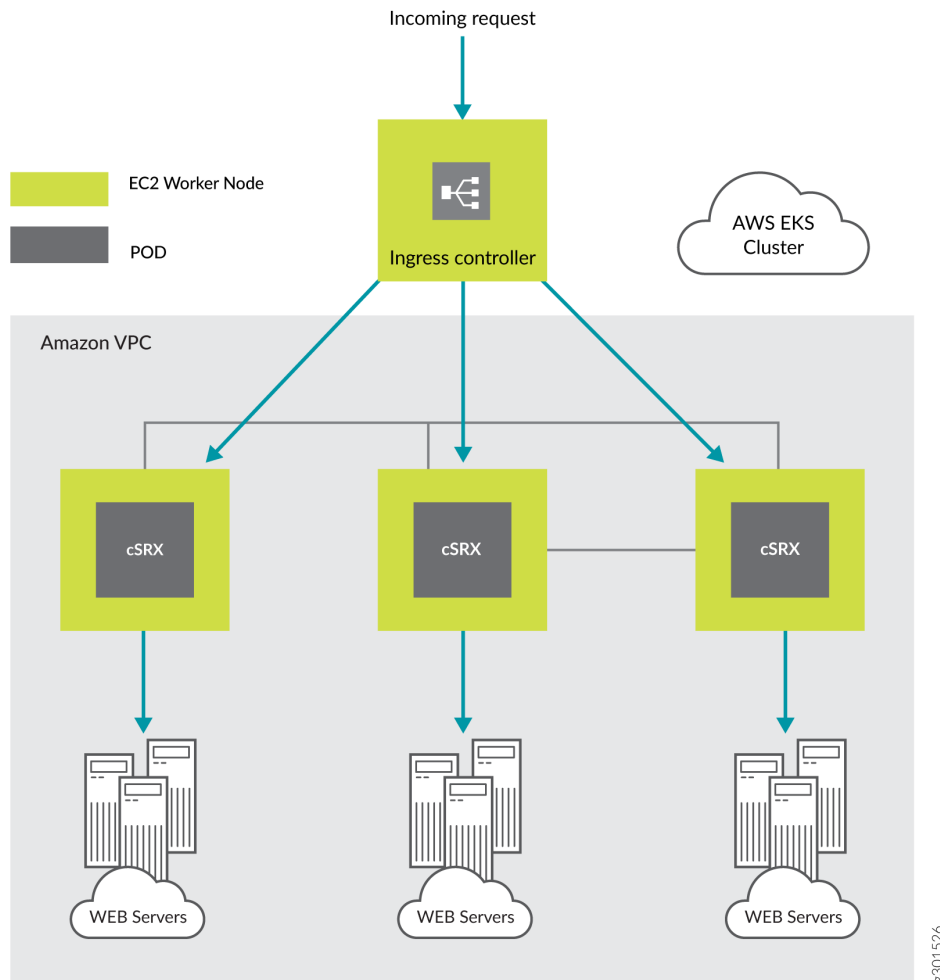 Incoming request
EC2 Worker Node
POD
Ingress controller
AWS EKS
Cluster
Amazon VPC
cSRX
cSRX
cSRX
WEB Servers
WEB Servers
WEB Servers